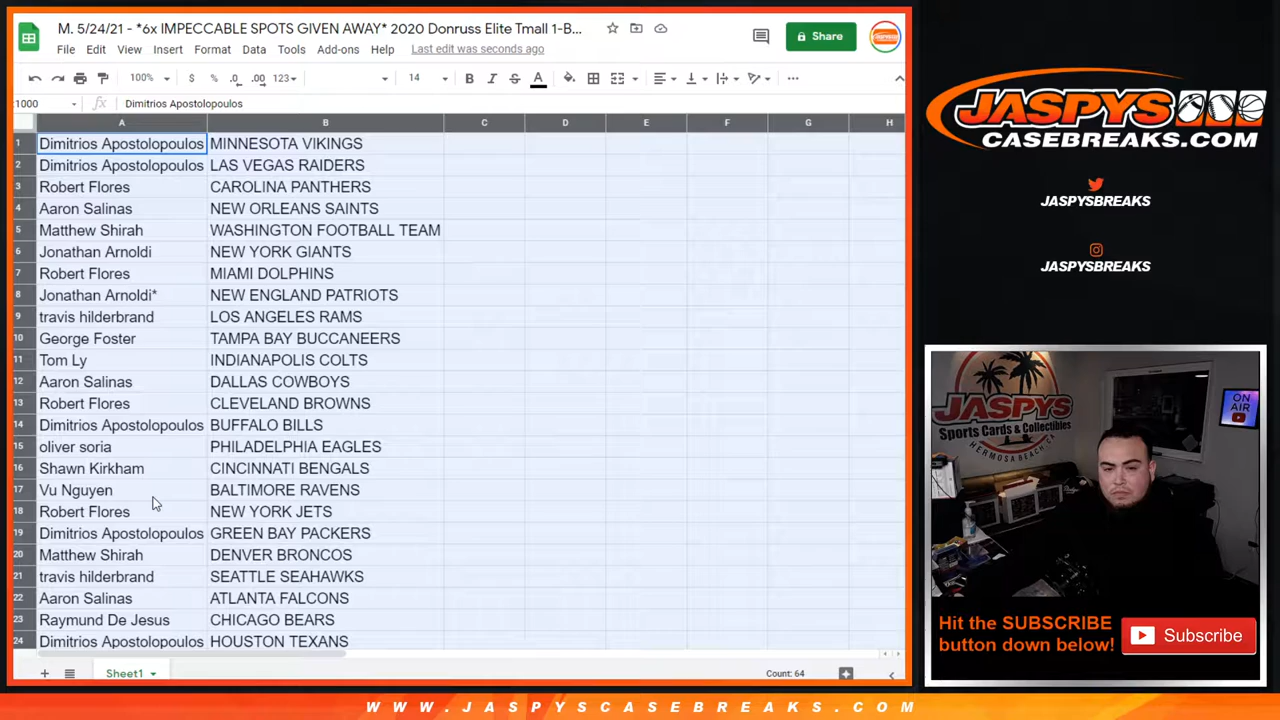 M. 5/24/21 - *6x IMPECCABLE SPOTS GIVEN AWAY* 2020 Donruss Elite Tmall 1-B...
File Edit View Insert Format Data Tools Add-ons Help Last edit was seconds ago
Share
100% $ % .0 .00 123 14 B I S A
1000 fx Dimitrios Apostolopoulos
A B C D E F G H
1 Dimitrios Apostolopoulos MINNESOTA VIKINGS
2 Dimitrios Apostolopoulos LAS VEGAS RAIDERS
3 Robert Flores CAROLINA PANTHERS
4 Aaron Salinas NEW ORLEANS SAINTS
5 Matthew Shirah WASHINGTON FOOTBALL TEAM
6 Jonathan Arnoldi NEW YORK GIANTS
7 Robert Flores MIAMI DOLPHINS
8 Jonathan Arnoldi* NEW ENGLAND PATRIOTS
9 travis hilderbrand LOS ANGELES RAMS
10 George Foster TAMPA BAY BUCCANEERS
11 Tom Ly INDIANAPOLIS COLTS
12 Aaron Salinas DALLAS COWBOYS
13 Robert Flores CLEVELAND BROWNS
14 Dimitrios Apostolopoulos BUFFALO BILLS
15 oliver soria PHILADELPHIA EAGLES
16 Shawn Kirkham CINCINNATI BENGALS
17 Vu Nguyen BALTIMORE RAVENS
18 Robert Flores NEW YORK JETS
19 Dimitrios Apostolopoulos GREEN BAY PACKERS
20 Matthew Shirah DENVER BRONCOS
21 travis hilderbrand SEATTLE SEAHAWKS
22 Aaron Salinas ATLANTA FALCONS
23 Raymund De Jesus CHICAGO BEARS
24 Dimitrios Apostolopoulos HOUSTON TEXANS
Sheet1 Count: 64
JASPYS
CASEBREAKS.COM
JASPYSBREAKS
JASPYSBREAKS
JASPYS
Sports Cards & Collectibles
HERMOSA BEACH
ON AIR
Hit the SUBSCRIBE
button down below!
Subscribe
WWW.JASPYSCASEBREAKS.COM